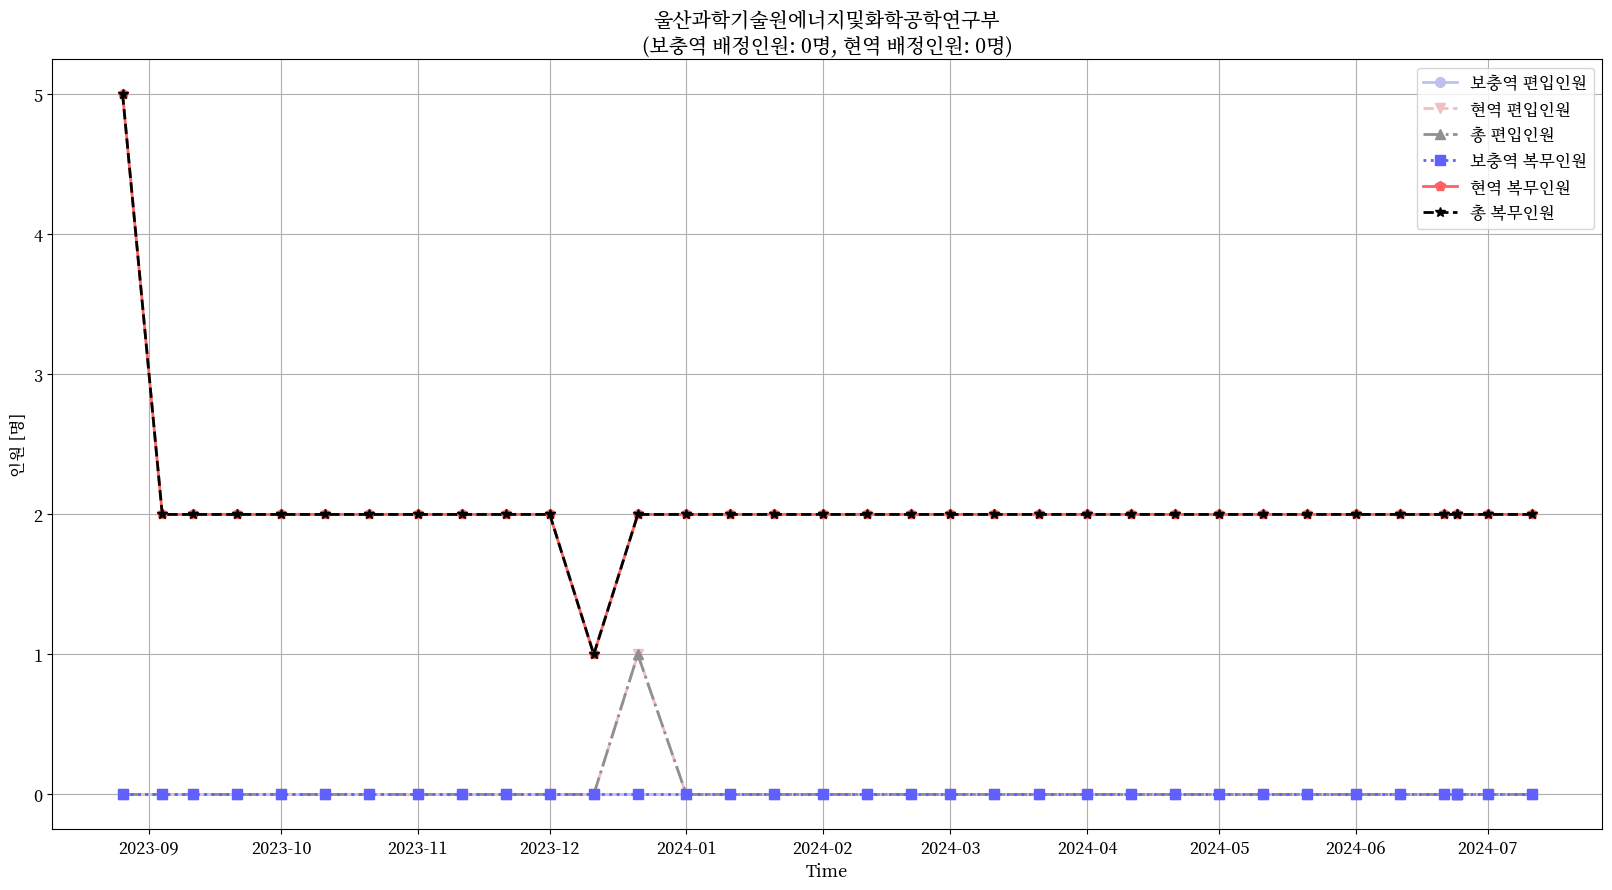 울산과학기술원에너지및화학공학연구부
(보충역 배정인원: 0명, 현역 배정인원: 0명)
보충역 편입인원
현역 편입인원
총 편입인원
보충역 복무인원
현역 복무인원
총 복무인원
5
4
3
2
1
0
인원 [명]
2023-09 2023-10 2023-11 2023-12 2024-01 2024-02 2024-03 2024-04 2024-05 2024-06 2024-07
Time